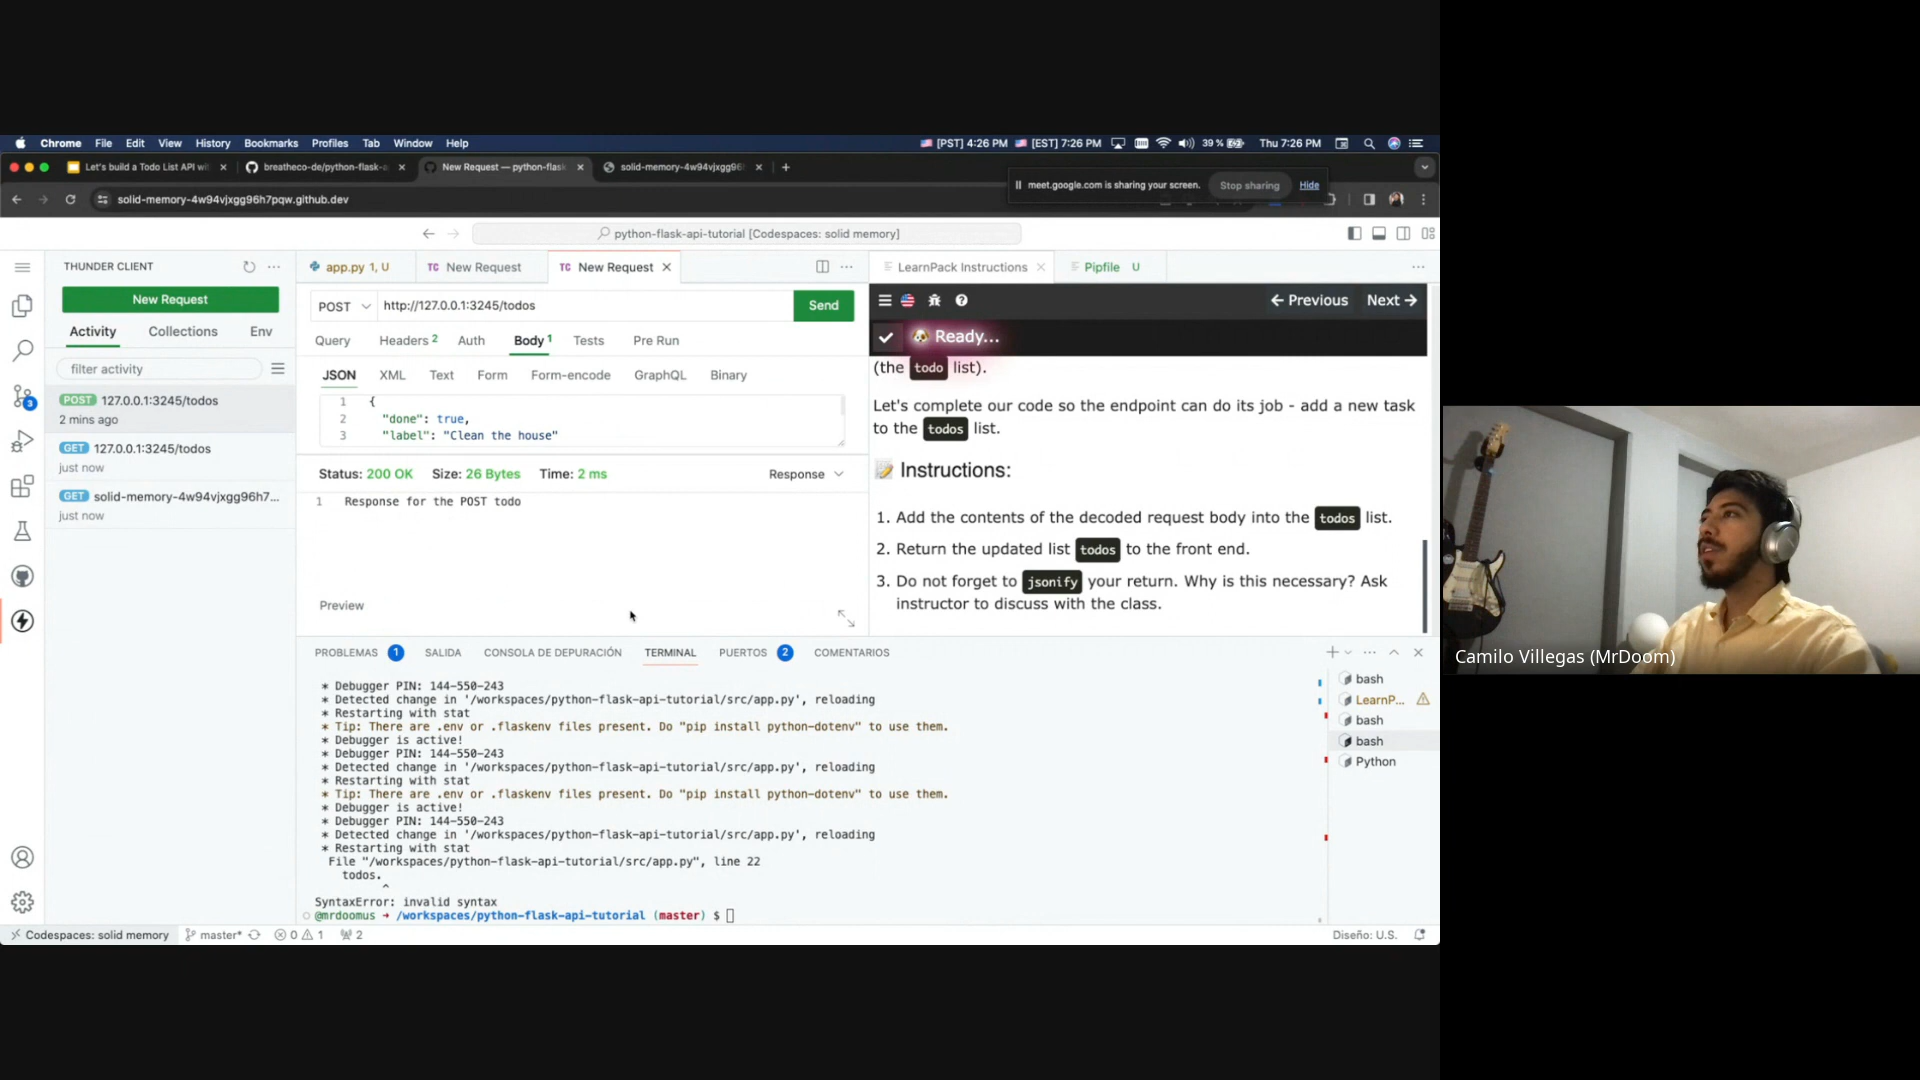 Chrome File Edit View History Bookmarks Profiles Tab Window Help [PST] 4:26 PM [EST] 7:26 PM 39 % Thu 7:26 PM
Let's build a Todo List API wi
breatheco-de/python-flask-a
New Request — python-flask
solid-memory-4w94vjxgg96
meet.google.com is sharing your screen. Stop sharing Hide
solid-memory-4w94vjxgg96h7pqw.github.dev
python-flask-api-tutorial [Codespaces: solid memory]
THUNDER CLIENT
New Request
Activity Collections Env
filter activity
POST 127.0.0.1:3245/todos
2 mins ago
GET 127.0.0.1:3245/todos
just now
GET solid-memory-4w94vjxgg96h7...
just now
3
app.py 1, U
TC New Request
TC New Request
POST http://127.0.0.1:3245/todos Send
Query Headers 2 Auth Body 1 Tests Pre Run
JSON XML Text Form Form-encode GraphQL Binary
1 {
2 "done": true,
3 "label": "Clean the house"
Status: 200 OK Size: 26 Bytes Time: 2 ms Response
1 Response for the POST todo
Preview
LearnPack Instructions
Pipfile U
Previous Next
Ready...
(the todo list).
Let's complete our code so the endpoint can do its job - add a new task
to the todos list.
Instructions:
1. Add the contents of the decoded request body into the todos list.
2. Return the updated list todos to the front end.
3. Do not forget to jsonify your return. Why is this necessary? Ask
instructor to discuss with the class.
PROBLEMAS 1 SALIDA CONSOLA DE DEPURACIÓN TERMINAL PUERTOS 2 COMENTARIOS
* Debugger PIN: 144-550-243
* Detected change in '/workspaces/python-flask-api-tutorial/src/app.py', reloading
* Restarting with stat
* Tip: There are .env or .flaskenv files present. Do "pip install python-dotenv" to use them.
* Debugger is active!
* Debugger PIN: 144-550-243
* Detected change in '/workspaces/python-flask-api-tutorial/src/app.py', reloading
* Restarting with stat
* Tip: There are .env or .flaskenv files present. Do "pip install python-dotenv" to use them.
* Debugger is active!
* Debugger PIN: 144-550-243
* Detected change in '/workspaces/python-flask-api-tutorial/src/app.py', reloading
* Restarting with stat
File "/workspaces/python-flask-api-tutorial/src/app.py", line 22
todos.
^
SyntaxError: invalid syntax
@mrdoomus → /workspaces/python-flask-api-tutorial (master) $
bash
LearnP...
bash
bash
Python
Codespaces: solid memory master* 0 1 2 Diseño: U.S.
Camilo Villegas (MrDoom)